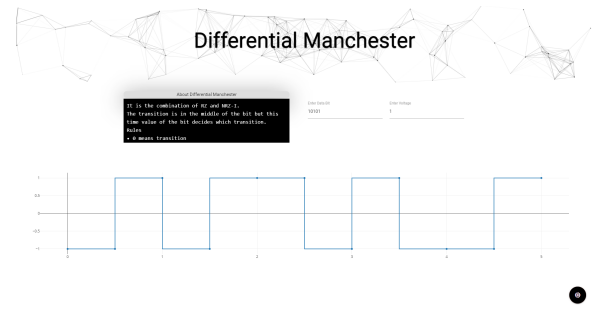 Differential Manchester
About Differential Manchester
It is the combination of RZ and NRZ-I.
The transition is in the middle of the bit but this
time value of the bit decides which transition.
Rules
• 0 means transition
Enter Data bit
10101
Enter Voltage
1
1
0.5
0
−0.5
−1
0
1
2
3
4
5